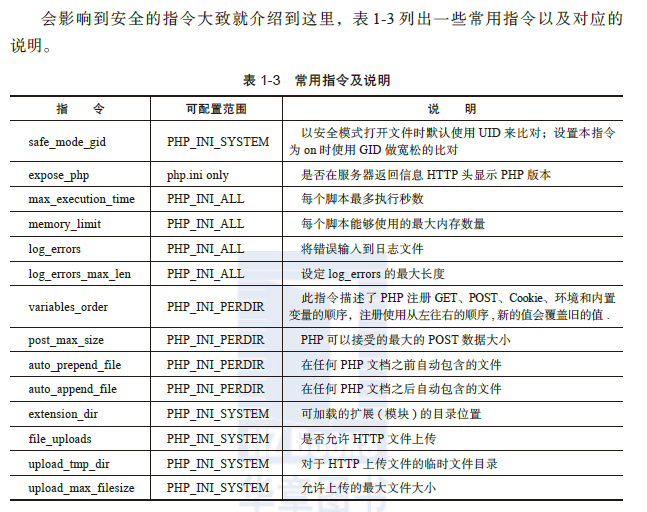 会影响到安全的指令大致就介绍到这里，表 1-3 列出一些常用指令以及对应的
说明。
表 1-3 常用指令及说明
指 令 可配置范围 说 明
safe_mode_gid PHP_INI_SYSTEM 以安全模式打开文件时默认使用 UID 来比对；设置本指令
为 on 时使用 GID 做宽松的比对
expose_php php.ini only 是否在服务器返回信息 HTTP 头显示 PHP 版本
max_execution_time PHP_INI_ALL 每个脚本最多执行秒数
memory_limit PHP_INI_ALL 每个脚本能够使用的最大内存数量
log_errors PHP_INI_ALL 将错误输入到日志文件
log_errors_max_len PHP_INI_ALL 设定 log_errors 的最大长度
variables_order PHP_INI_PERDIR 此指令描述了 PHP 注册 GET、POST、Cookie、环境和内置
变量的顺序，注册使用从左往右的顺序，新的值会覆盖旧的值 .
post_max_size PHP_INI_PERDIR PHP 可以接受的最大的 POST 数据大小
auto_prepend_file PHP_INI_PERDIR 在任何 PHP 文档之前自动包含的文件
auto_append_file PHP_INI_PERDIR 在任何 PHP 文档之后自动包含的文件
extension_dir PHP_INI_SYSTEM 可加载的扩展（模块）的目录位置
file_uploads PHP_INI_SYSTEM 是否允许 HTTP 文件上传
upload_tmp_dir PHP_INI_SYSTEM 对于 HTTP 上传文件的临时文件目录
upload_max_filesize PHP_INI_SYSTEM 允许上传的最大文件大小
华章图书